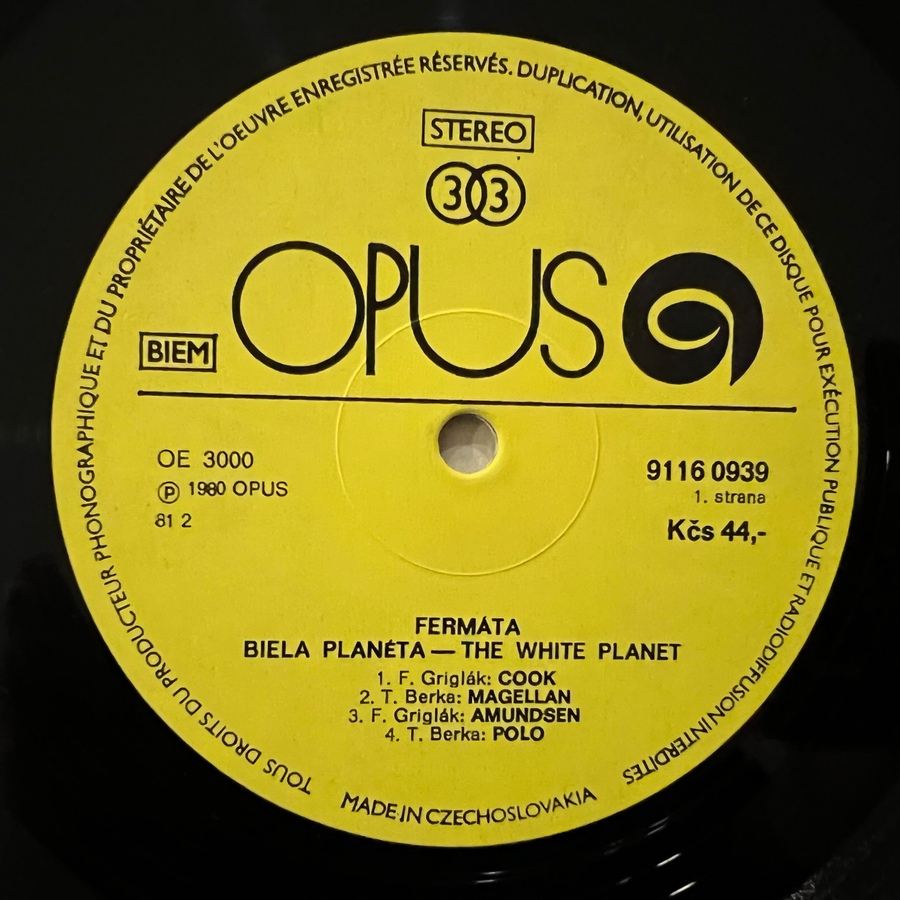 TOUS DROITS DU PRODUCTEUR PHONOGRAPHIQUE ET DU PROPRIÉTAIRE DE L'OEUVRE ENREGISTRÉE RÉSERVÉS. DUPLICATION, UTILISATION DE CE DISQUE POUR EXÉCUTION PUBLIQUE ET RADIODIFFUSION INTERDITES
STEREO
33
OPUS
BIEM
OE 3000
Ⓟ 1980 OPUS
81 2
9116 0939
1. strana
Kčs 44,-
FERMÁTA
BIELA PLANÉTA — THE WHITE PLANET
1. F. Griglák: COOK
2. T. Berka: MAGELLAN
3. F. Griglák: AMUNDSEN
4. T. Berka: POLO
MADE IN CZECHOSLOVAKIA